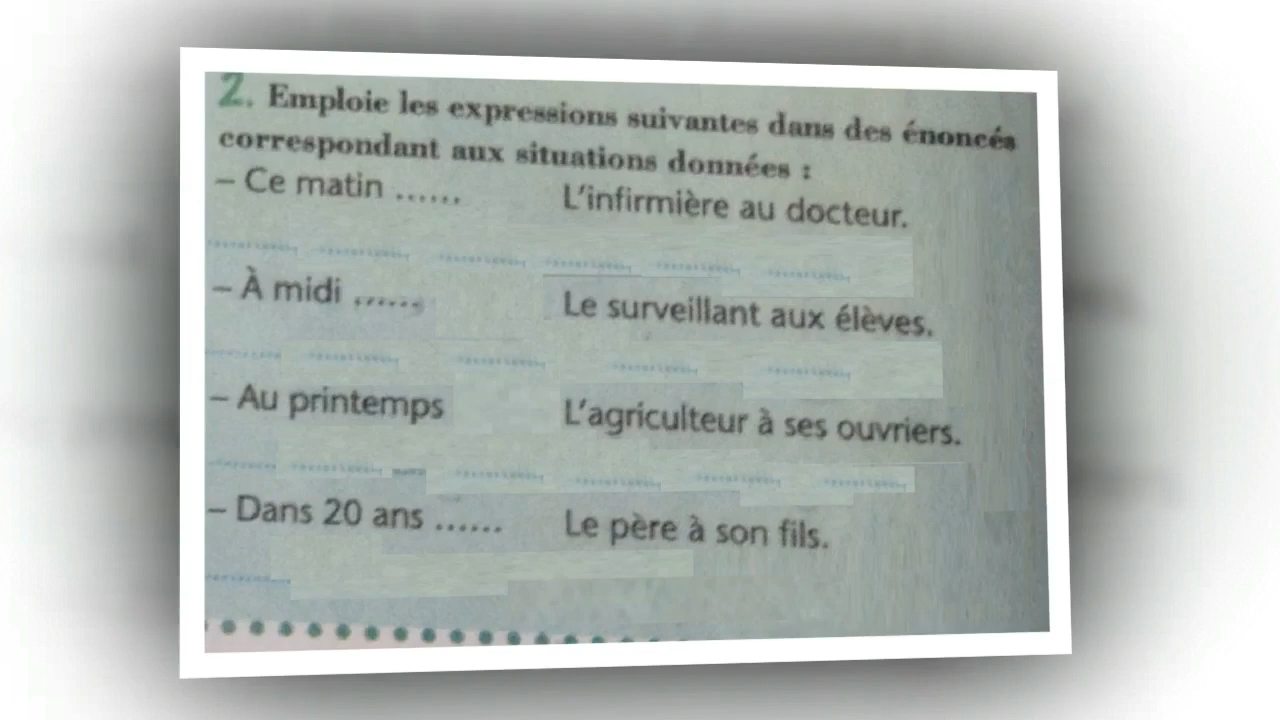 2. Emploie les expressions suivantes dans des énoncés
correspondant aux situations données :
– Ce matin ...... L'infirmière au docteur.
– À midi ...... Le surveillant aux élèves.
– Au printemps L'agriculteur à ses ouvriers.
– Dans 20 ans ...... Le père à son fils.